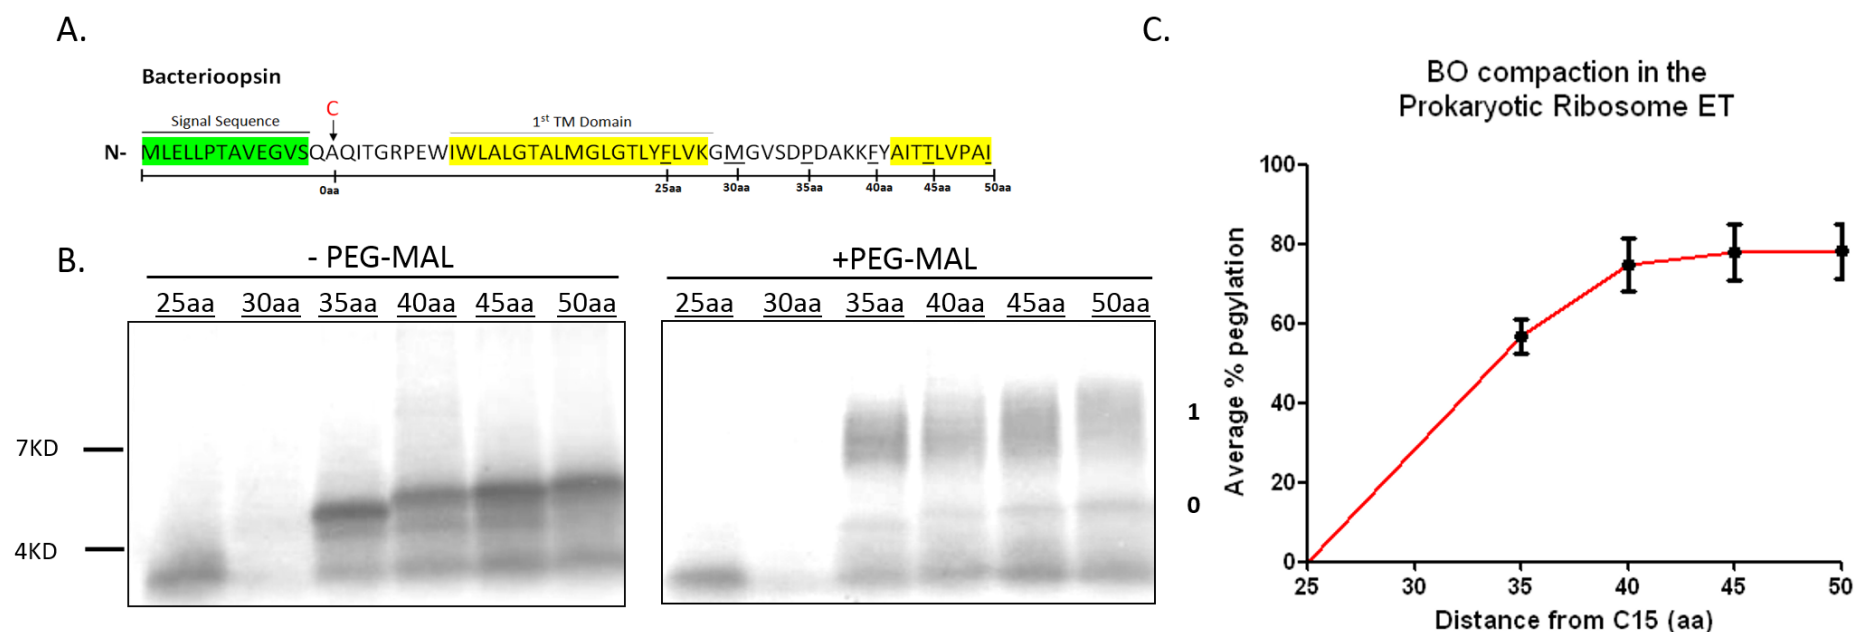 A.
Bacterioopsin
C
Signal Sequence
1st TM Domain
N- MLELLPTAVEGVSQAQITGRPEWIWLALGTALMGLGTLYFLVKGMGVSDPDAKKFYAITTLVPAI
0aa 25aa 30aa 35aa 40aa 45aa 50aa
B.
- PEG-MAL
25aa 30aa 35aa 40aa 45aa 50aa
7KD
4KD
+PEG-MAL
25aa 30aa 35aa 40aa 45aa 50aa
1
0
C.
BO compaction in the
Prokaryotic Ribosome ET
Average % pegylation
100
80
60
40
20
0
25 30 35 40 45 50
Distance from C15 (aa)